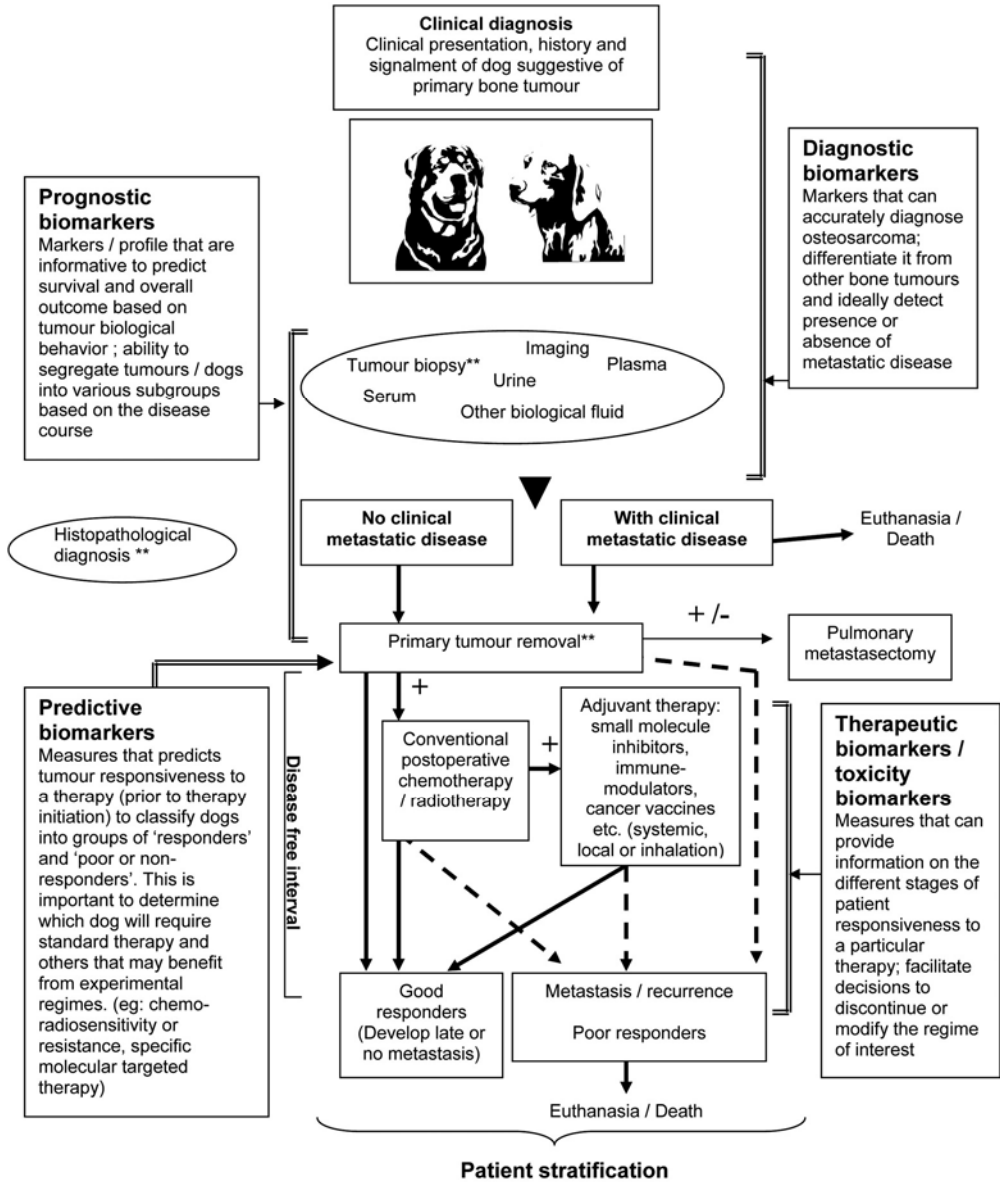 Clinical diagnosis
Clinical presentation, history and
signalment of dog suggestive of
primary bone tumour
Prognostic
biomarkers
Markers / profile that are
informative to predict
survival and overall
outcome based on
tumour biological
behavior ; ability to
segregate tumours / dogs
into various subgroups
based on the disease
course
Diagnostic
biomarkers
Markers that can
accurately diagnose
osteosarcoma;
differentiate it from
other bone tumours
and ideally detect
presence or
absence of
metastatic disease
Imaging
Tumour biopsy**
Plasma
Urine
Serum
Other biological fluid
Histopathological
diagnosis **
No clinical
metastatic disease
With clinical
metastatic disease
Euthanasia /
Death
Primary tumour removal**
+ /-
Pulmonary
metastasectomy
Predictive
biomarkers
Measures that predicts
tumour responsiveness to
a therapy (prior to therapy
initiation) to classify dogs
into groups of ‘responders’
and ‘poor or non-
responders’. This is
important to determine
which dog will require
standard therapy and
others that may benefit
from experimental
regimes. (eg: chemo-
radiosensitivity or
resistance, specific
molecular targeted
therapy)
Disease free interval
+
Conventional
postoperative
chemotherapy
/ radiotherapy
+
Adjuvant therapy:
small molecule
inhibitors,
immune-
modulators,
cancer vaccines
etc. (systemic,
local or inhalation)
Therapeutic
biomarkers /
toxicity
biomarkers
Measures that can
provide
information on the
different stages of
patient
responsiveness to
a particular
therapy; facilitate
decisions to
discontinue or
modify the regime
of interest
Good
responders
(Develop late or
no metastasis)
Metastasis / recurrence
Poor responders
Euthanasia / Death
Patient stratification